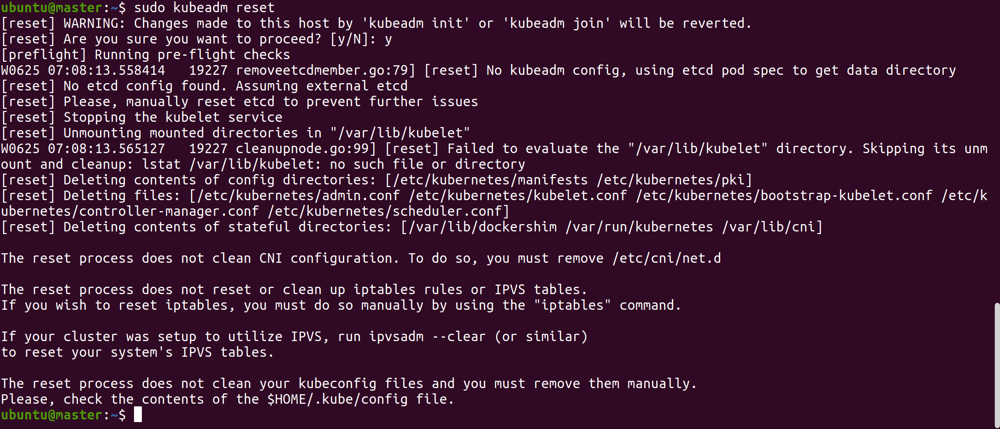 ubuntu@master:~$ sudo kubeadm reset
[reset] WARNING: Changes made to this host by 'kubeadm init' or 'kubeadm join' will be reverted.
[reset] Are you sure you want to proceed? [y/N]: y
[preflight] Running pre-flight checks
W0625 07:08:13.558414   19227 removeetcdmember.go:79] [reset] No kubeadm config, using etcd pod spec to get data directory
[reset] No etcd config found. Assuming external etcd
[reset] Please, manually reset etcd to prevent further issues
[reset] Stopping the kubelet service
[reset] Unmounting mounted directories in "/var/lib/kubelet"
W0625 07:08:13.565127   19227 cleanupnode.go:99] [reset] Failed to evaluate the "/var/lib/kubelet" directory. Skipping its unm
ount and cleanup: lstat /var/lib/kubelet: no such file or directory
[reset] Deleting contents of config directories: [/etc/kubernetes/manifests /etc/kubernetes/pki]
[reset] Deleting files: [/etc/kubernetes/admin.conf /etc/kubernetes/kubelet.conf /etc/kubernetes/bootstrap-kubelet.conf /etc/k
ubernetes/controller-manager.conf /etc/kubernetes/scheduler.conf]
[reset] Deleting contents of stateful directories: [/var/lib/dockershim /var/run/kubernetes /var/lib/cni]

The reset process does not clean CNI configuration. To do so, you must remove /etc/cni/net.d

The reset process does not reset or clean up iptables rules or IPVS tables.
If you wish to reset iptables, you must do so manually by using the "iptables" command.

If your cluster was setup to utilize IPVS, run ipvsadm --clear (or similar)
to reset your system's IPVS tables.

The reset process does not clean your kubeconfig files and you must remove them manually.
Please, check the contents of the $HOME/.kube/config file.
ubuntu@master:~$